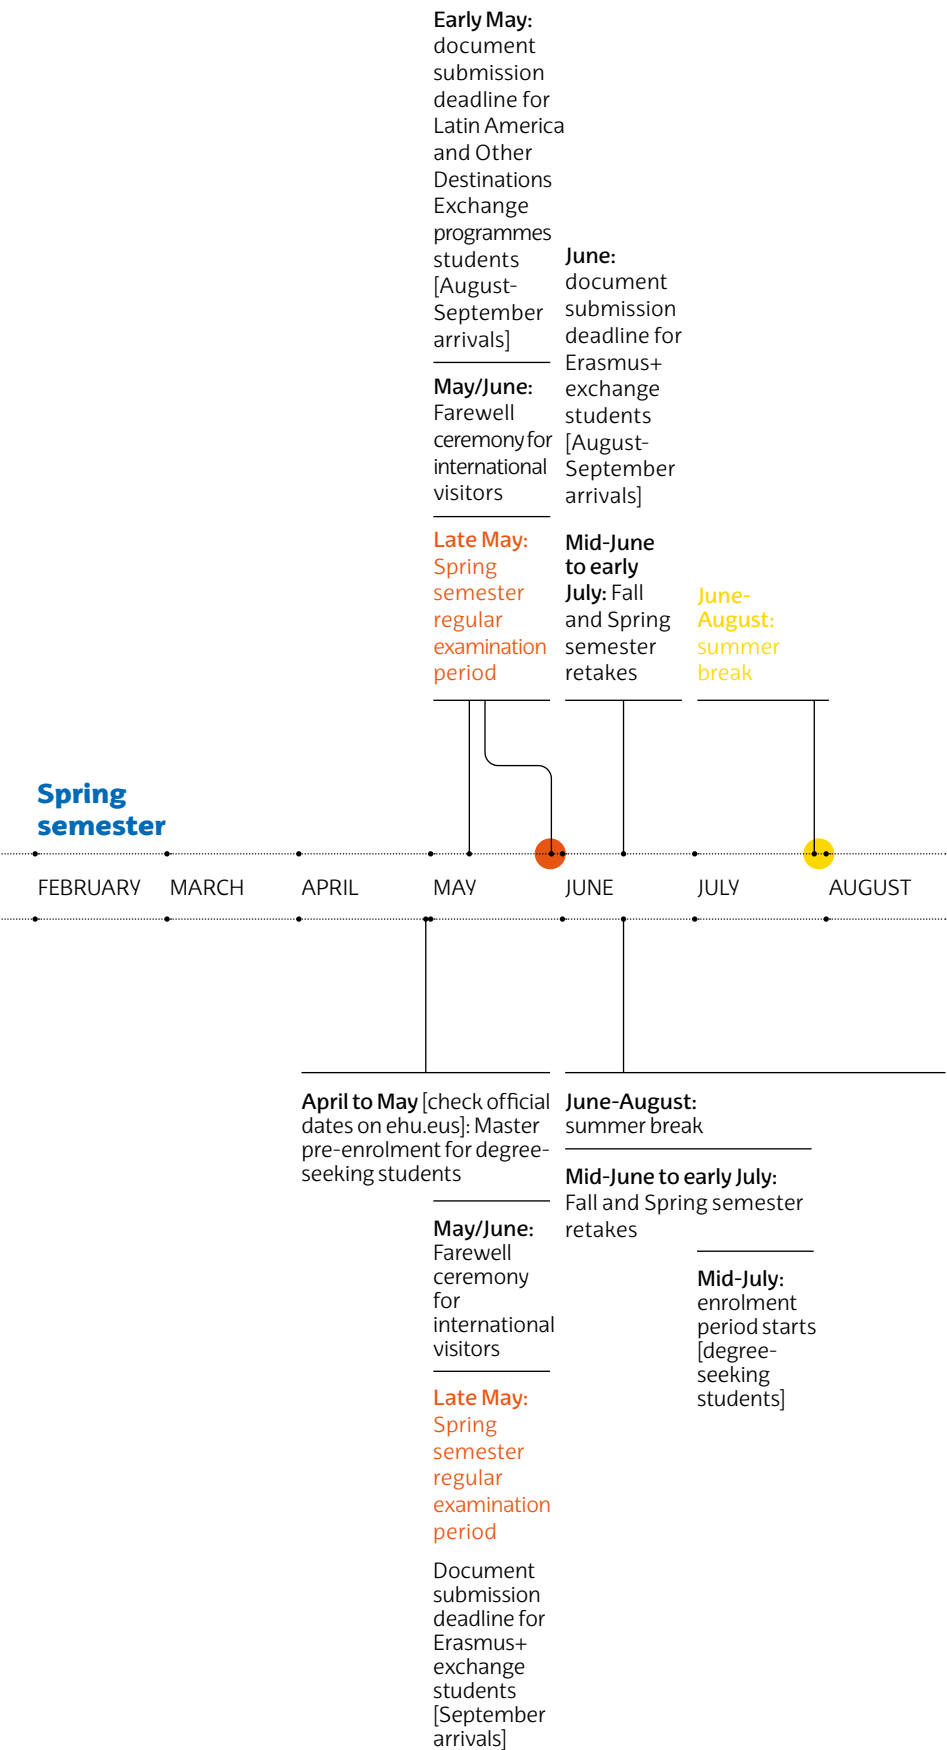 Early May:
document
submission
deadline for
Latin America
and Other
Destinations
Exchange
programmes
students
[August-
September
arrivals]
May/June:
Farewell
ceremony for
international
visitors
Late May:
Spring
semester
regular
examination
period
June:
document
submission
deadline for
Erasmus+
exchange
students
[August-
September
arrivals]
Mid-June
to early
July: Fall
and Spring
semester
retakes
June-
August:
summer
break
Spring
semester
FEBRUARY MARCH APRIL MAY JUNE JULY AUGUST
April to May [check official
dates on ehu.eus]: Master
pre-enrolment for degree-
seeking students
May/June:
Farewell
ceremony
for
international
visitors
Late May:
Spring
semester
regular
examination
period
Document
submission
deadline for
Erasmus+
exchange
students
[September
arrivals]
June-August:
summer break
Mid-June to early July:
Fall and Spring semester
retakes
Mid-July:
enrolment
period starts
[degree-
seeking
students]